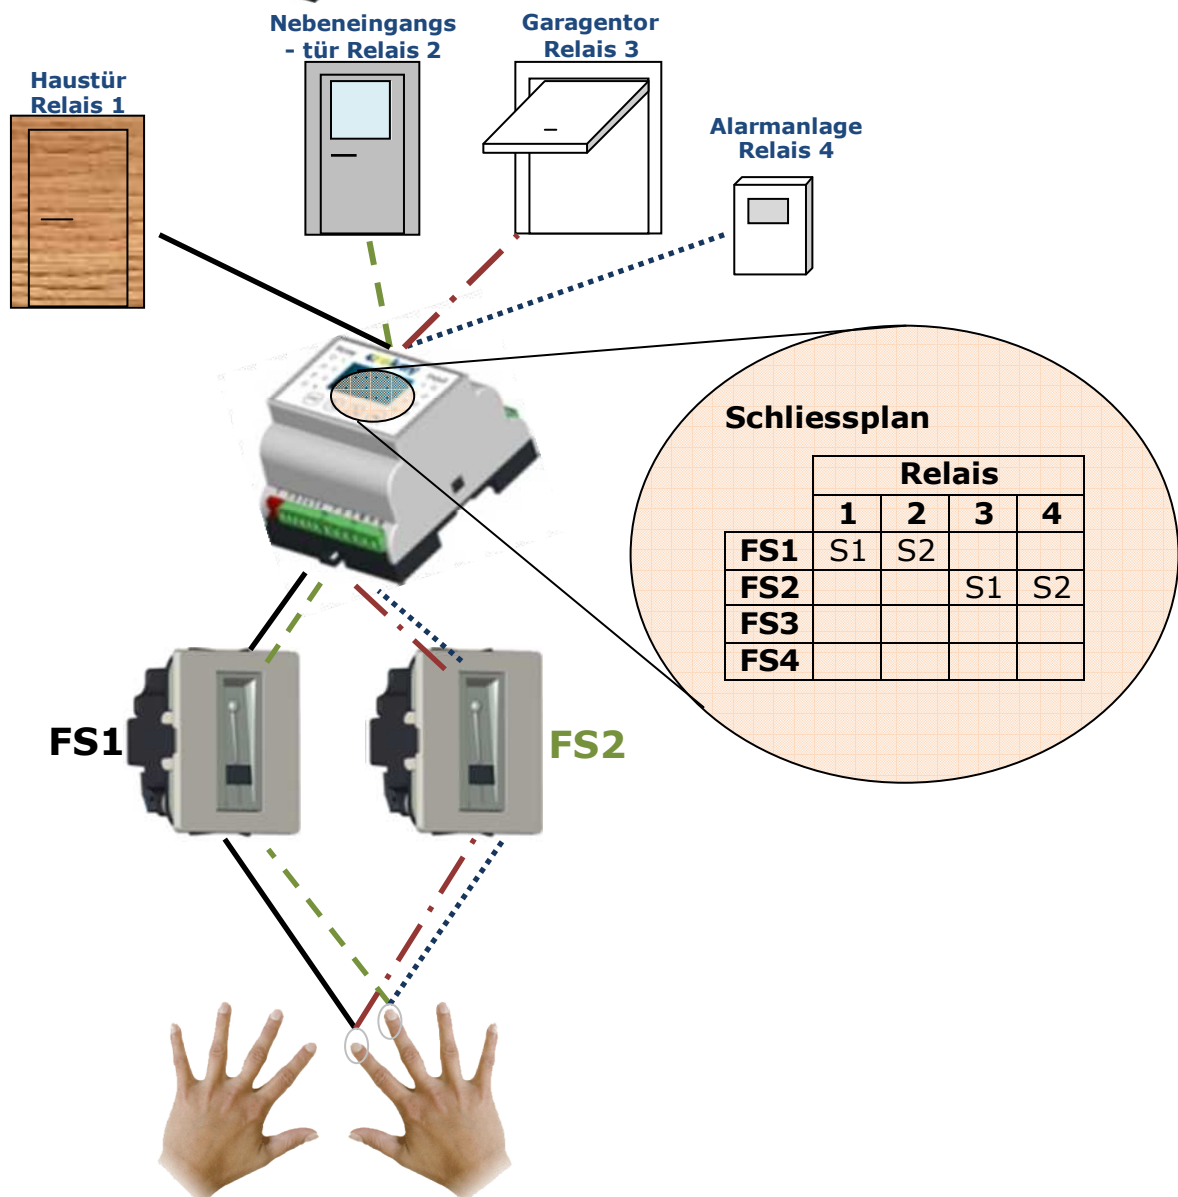 Nebeneingangs
- tür Relais 2
Garagentor
Relais 3
Haustür
Relais 1
Alarmanlage
Relais 4
Schliessplan
Relais
1 2 3 4
FS1 S1 S2
FS2 S1 S2
FS3
FS4
FS1
FS2